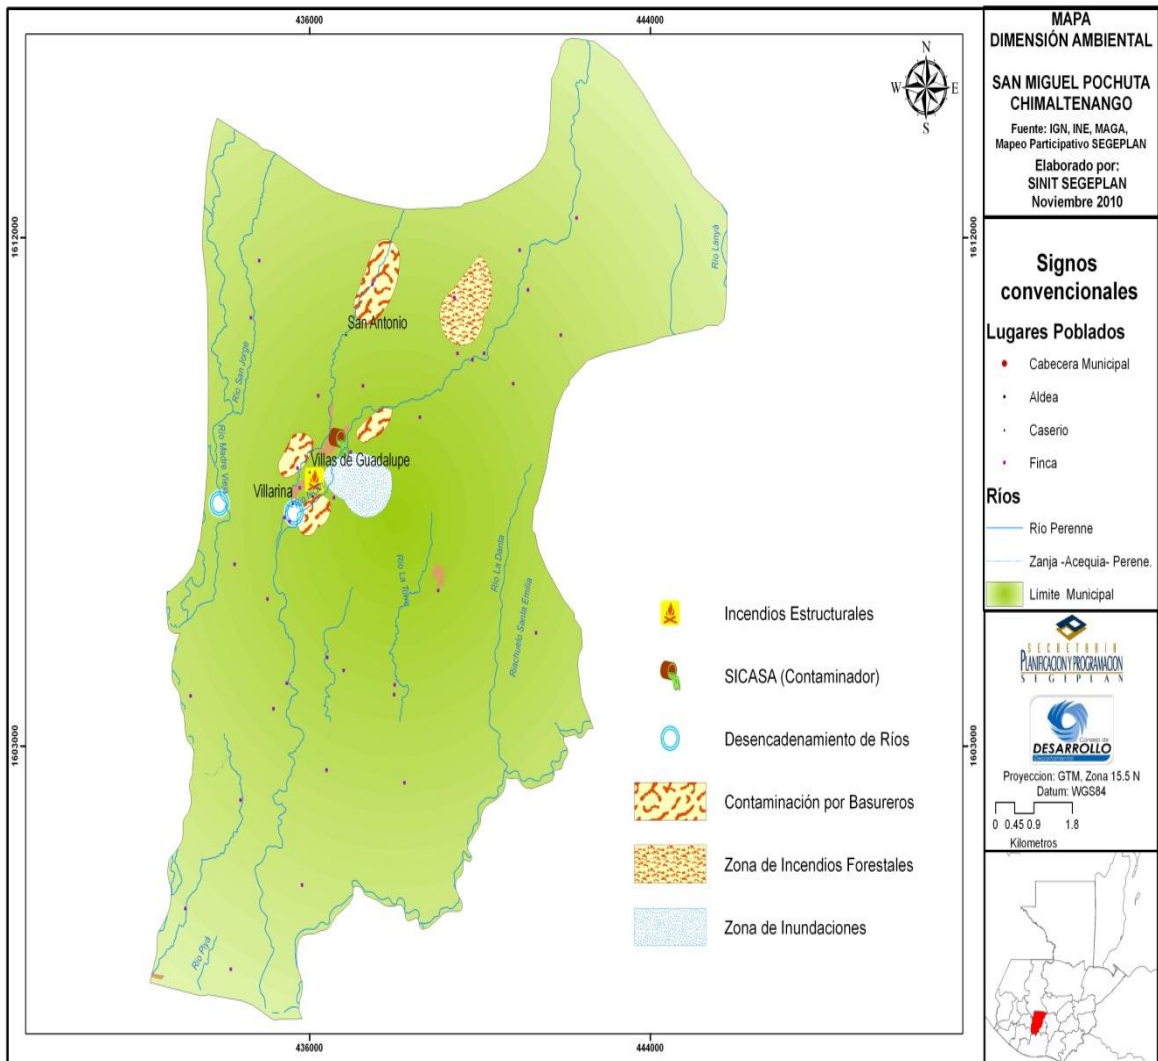 436000
444000
1612000
1612000
1603000
1603000
436000
444000
N
W
E
S
San Antonio
Villas de Guadalupe
Villarina
Río San Jorge
Río Madre Vieja
Río Lanyá
Río La Danta
Riachuelo Santa Emilia
Río Piyá
Incendios Estructurales
SICASA (Contaminador)
Desencadenamiento de Ríos
Contaminación por Basureros
Zona de Incendios Forestales
Zona de Inundaciones
MAPA
DIMENSIÓN AMBIENTAL
SAN MIGUEL POCHUTA
CHIMALTENANGO
Fuente: IGN, INE, MAGA,
Mapeo Participativo SEGEPLAN
Elaborado por:
SINIT SEGEPLAN
Noviembre 2010
Signos
convencionales
Lugares Poblados
Cabecera Municipal
Aldea
Caserio
Finca
Ríos
Río Perenne
Zanja -Acequia- Perene.
Limite Municipal
SECRETARIA
PLANIFICACION Y PROGRAMACION
SEGEPLAN
Consejo de
DESARROLLO
Departamental
Proyeccion: GTM, Zona 15.5 N
Datum: WGS84
0 0.45 0.9 1.8
Kilometros